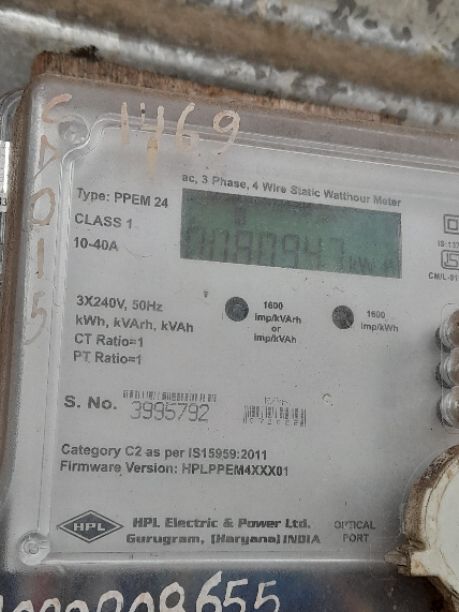 1469
ac, 3 Phase, 4 Wire Static Watthour Meter
Type: PPEM 24
CLASS 1
10-40A
kW h
3X240V, 50Hz
kWh, kVArh, kVAh
CT Ratio=1
PT Ratio=1
1600
imp/kVArh
or
imp/kVAh
1600
imp/kWh
S. No. 3995792
Category C2 as per IS15959:2011
Firmware Version: HPLPPEM4XXX01
HPL
HPL Electric & Power Ltd.
Gurugram, (Haryana) INDIA
OPTICAL
PORT